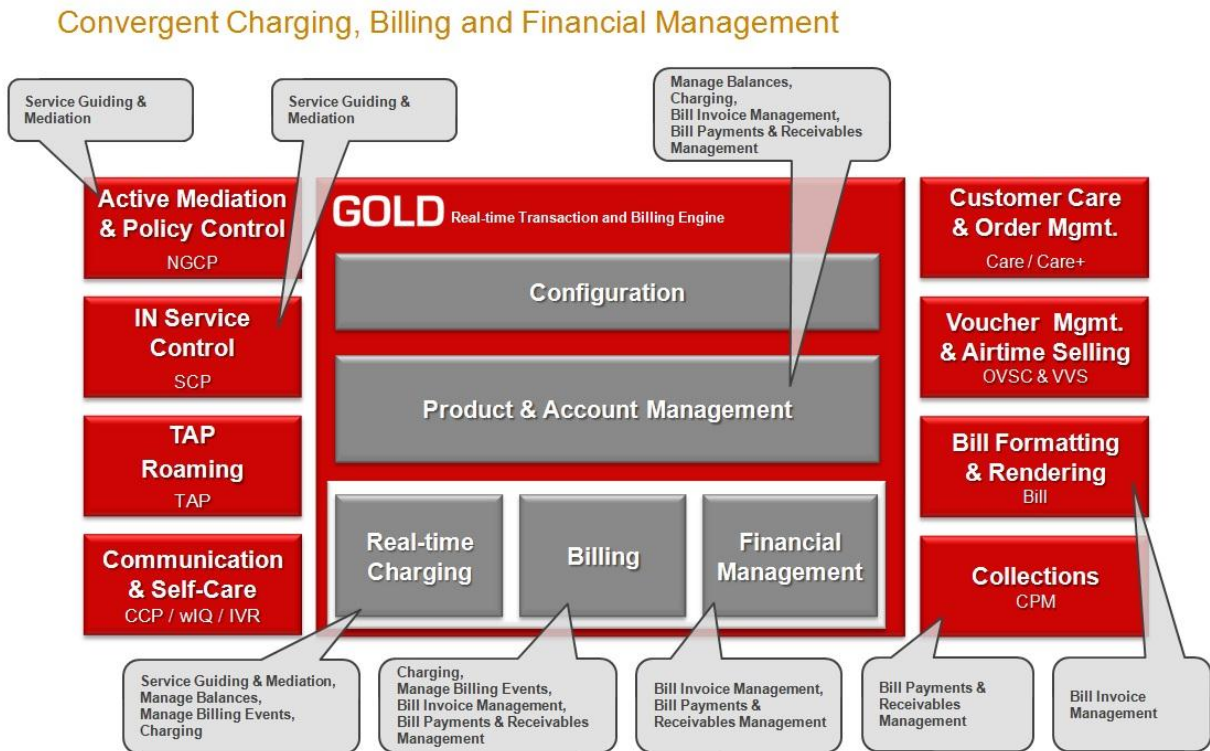 Convergent Charging, Billing and Financial Management
Service Guiding &
Mediation
Service Guiding &
Mediation
Manage Balances,
Charging,
Bill Invoice Management,
Bill Payments & Receivables
Management
Active Mediation
& Policy Control
NGCP
IN Service
Control
SCP
TAP
Roaming
TAP
Communication
& Self-Care
CCP / wIQ / IVR
GOLD Real-time Transaction and Billing Engine
Configuration
Product & Account Management
Real-time
Charging
Billing
Financial
Management
Customer Care
& Order Mgmt.
Care / Care+
Voucher Mgmt.
& Airtime Selling
OVSC & VVS
Bill Formatting
& Rendering
Bill
Collections
CPM
Service Guiding & Mediation,
Manage Balances,
Manage Billing Events,
Charging
Charging,
Manage Billing Events,
Bill Invoice Management,
Bill Payments & Receivables
Management
Bill Invoice Management,
Bill Payments &
Receivables Management
Bill Payments &
Receivables
Management
Bill Invoice
Management